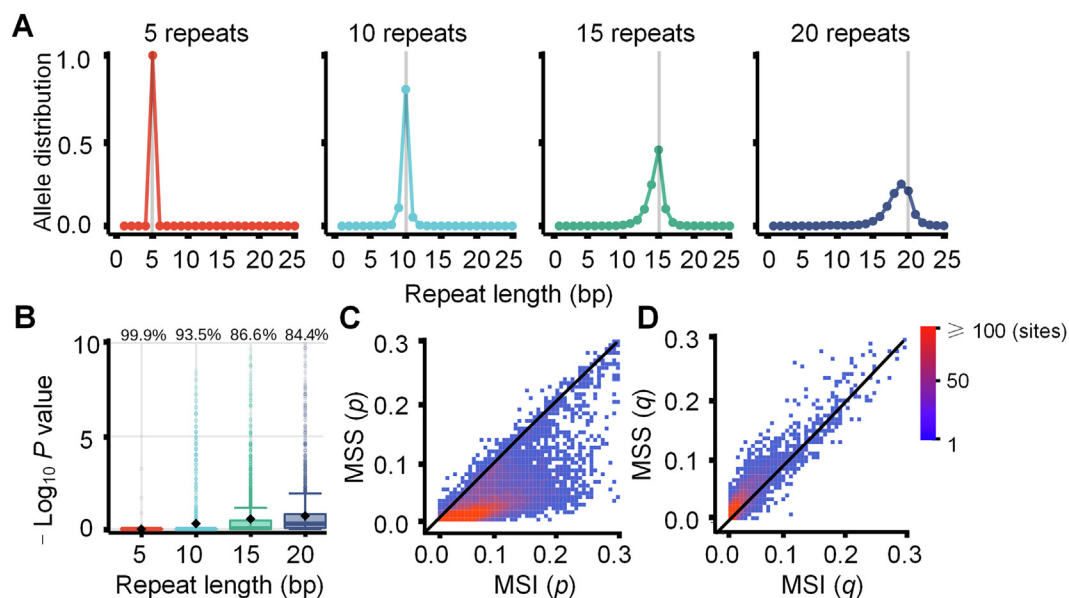 A
5 repeats 10 repeats 15 repeats 20 repeats
Allele distribution
1.0
0.5
0.0
0 5 10 15 20 25 0 5 10 15 20 25 0 5 10 15 20 25 0 5 10 15 20 25
Repeat length (bp)
B
99.9% 93.5% 86.6% 84.4%
− Log10 P value
10
5
0
5 10 15 20
Repeat length (bp)
C
MSS (p)
0.3
0.2
0.1
0.0
0.0 0.1 0.2 0.3
MSI (p)
D
MSS (q)
0.3
0.2
0.1
0.0
0.0 0.1 0.2 0.3
MSI (q)
⩾ 100 (sites)
50
1